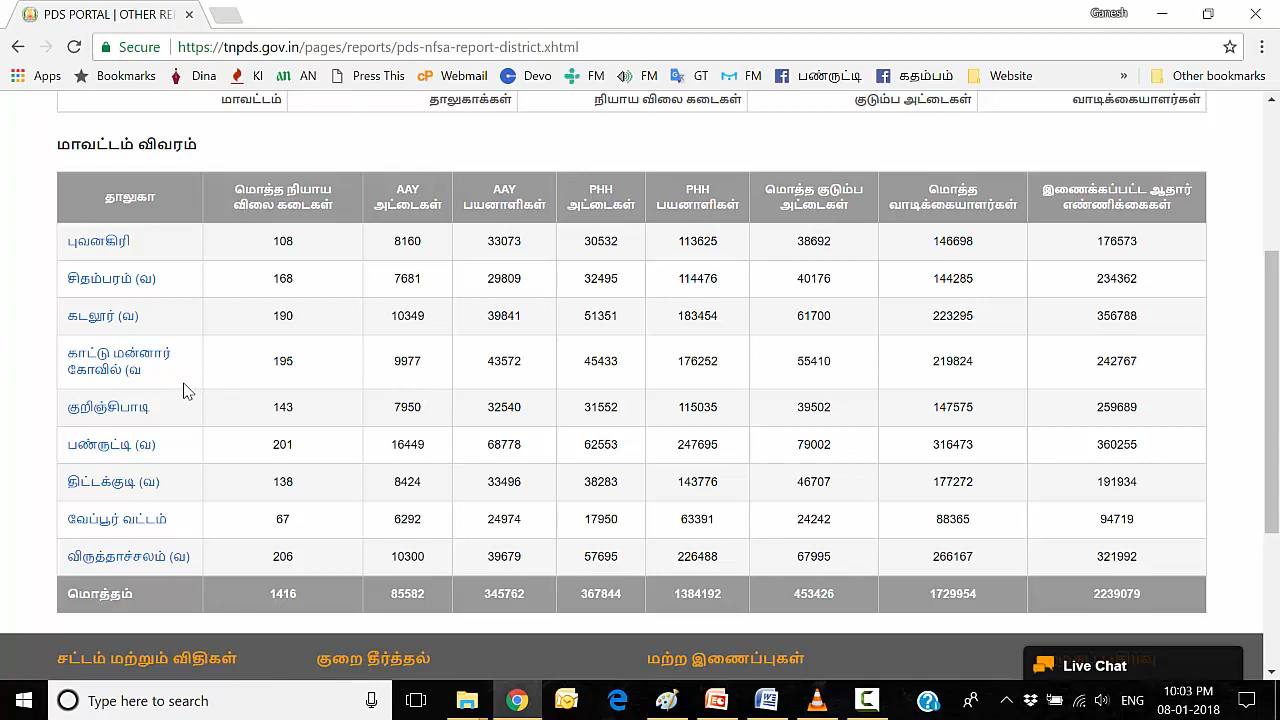 PDS PORTAL | OTHER RE
Ganesh
Secure https://tnpds.gov.in/pages/reports/pds-nfsa-report-district.xhtml
Apps Bookmarks Dina KI AN Press This Webmail Devo FM FM GT FM பண்ருட்டி கதம்பம் Website » Other bookmarks
மாவட்டம் தாலுகாக்கள் நியாய விலை கடைகள் குடும்ப அட்டைகள் வாடிக்கையாளர்கள்
மாவட்டம் விவரம்
தாலுகா மொத்த நியாய விலை கடைகள் AAY அட்டைகள் AAY பயனாளிகள் PHH அட்டைகள் PHH பயனாளிகள் மொத்த குடும்ப அட்டைகள் மொத்த வாடிக்கையாளர்கள் இணைக்கப்பட்ட ஆதார் எண்ணிக்கைகள்
புவனகிரி 108 8160 33073 30532 113625 38692 146698 176573
சிதம்பரம் (வ) 168 7681 29809 32495 114476 40176 144285 234362
கடலூர் (வ) 190 10349 39841 51351 183454 61700 223295 356788
காட்டு மன்னார் கோவில் (வ 195 9977 43572 45433 176252 55410 219824 242767
குறிஞ்சிபாடி 143 7950 32540 31552 115035 39502 147575 259689
பண்ருட்டி (வ) 201 16449 68778 62553 247695 79002 316473 360255
திட்டக்குடி (வ) 138 8424 33496 38283 143776 46707 177272 191934
வேப்பூர் வட்டம் 67 6292 24974 17950 63391 24242 88365 94719
விருத்தாச்சலம் (வ) 206 10300 39679 57695 226488 67995 266167 321992
மொத்தம் 1416 85582 345762 367844 1384192 453426 1729954 2239079
சட்டம் மற்றும் விதிகள் குறை தீர்த்தல் மற்ற இணைப்புகள்
Live Chat
Type here to search
ENG
10:03 PM
08-01-2018